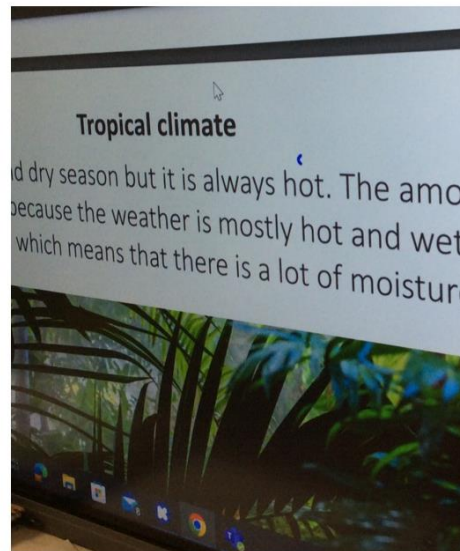 Tropical climate
d dry season but it is always hot. The amo
because the weather is mostly hot and wet
which means that there is a lot of moistur